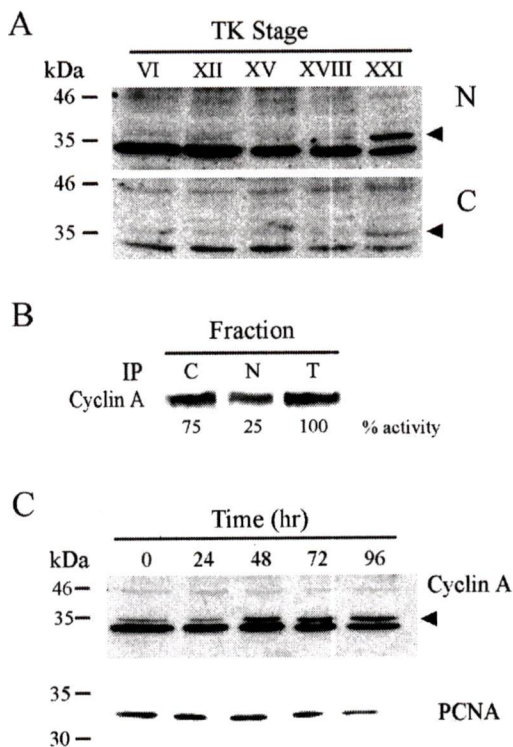 A
TK Stage
kDa VI XII XV XVIII XXI
46 N
35
46 C
35
B
Fraction
IP C N T
Cyclin A
75 25 100 % activity
C
Time (hr)
kDa 0 24 48 72 96
46 Cyclin A
35
35
PCNA
30